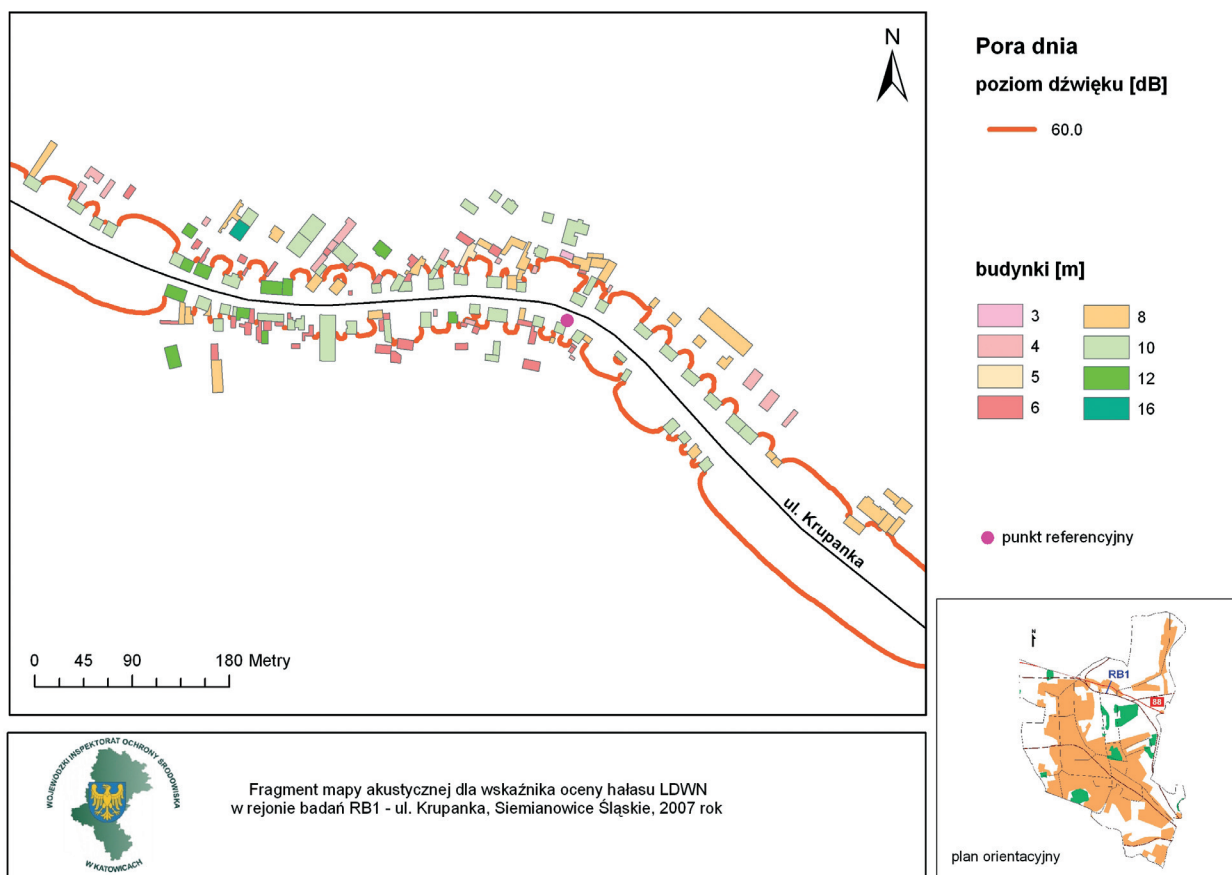 N
ul. Krupanka
0 45 90 180 Metry
Pora dnia
poziom dźwięku [dB]
60.0
budynki [m]
3 8
4 10
5 12
6 16
punkt referencyjny
N
RB1
88
plan orientacyjny
WOJEWÓDZKI INSPEKTORAT OCHRONY ŚRODOWISKA
W KATOWICACH
Fragment mapy akustycznej dla wskaźnika oceny hałasu LDWN
w rejonie badań RB1 - ul. Krupanka, Siemianowice Śląskie, 2007 rok